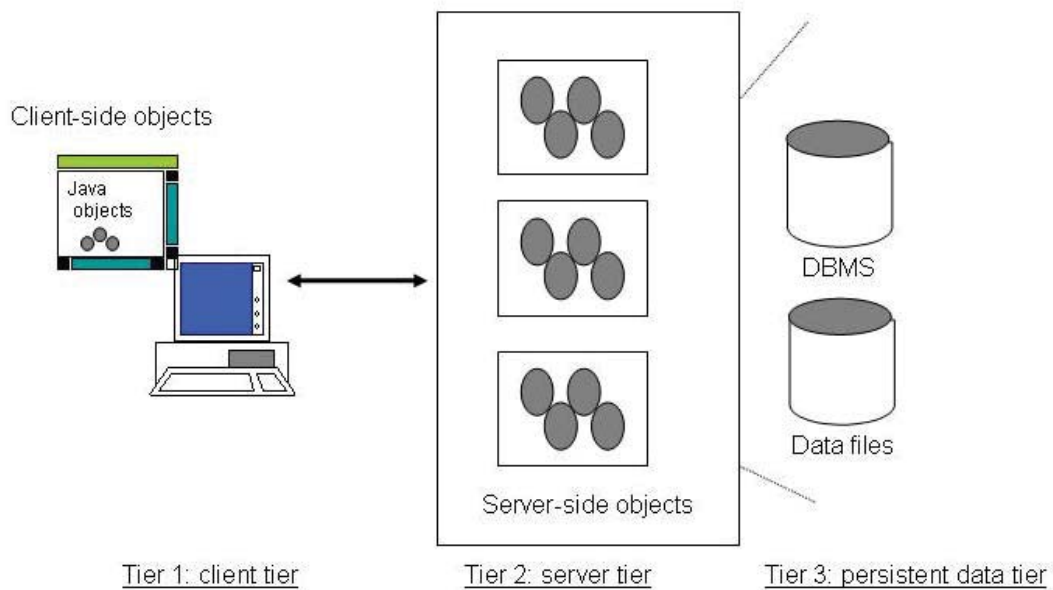 Client-side objects
Java
objects
DBMS
Data files
Server-side objects
Tier 1: client tier
Tier 2: server tier
Tier 3: persistent data tier